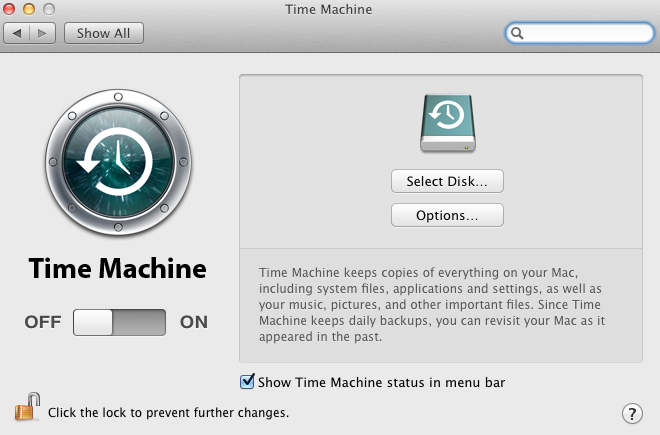 Time Machine
Show All
Select Disk...
Options...
Time Machine
OFF ON
Time Machine keeps copies of everything on your Mac,
including system files, applications and settings, as well as
your music, pictures, and other important files. Since Time
Machine keeps daily backups, you can revisit your Mac as it
appeared in the past.
Show Time Machine status in menu bar
Click the lock to prevent further changes.
?